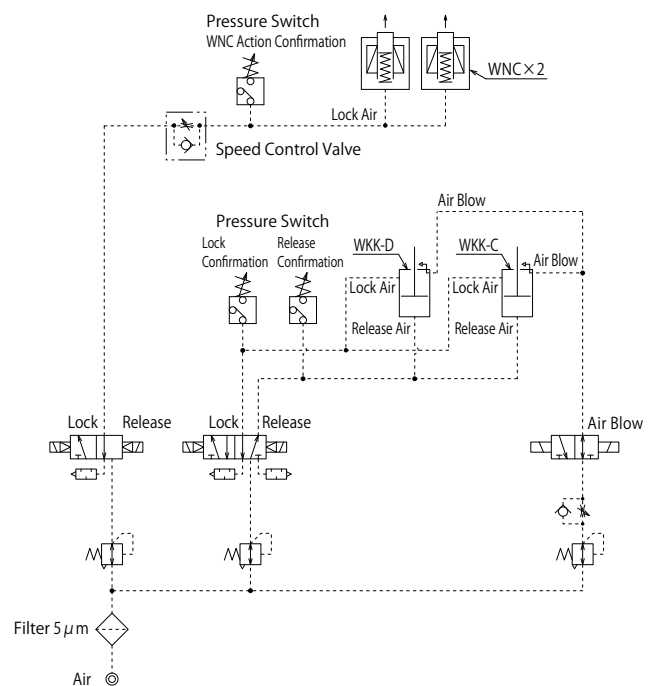 Pressure Switch
WNC Action Confirmation
WNC×2
Lock Air
Speed Control Valve
Air Blow
Pressure Switch
Lock
Confirmation
Release
Confirmation
WKK-D
WKK-C
Air Blow
Lock Air
Lock Air
Release Air
Release Air
Lock
Release
Lock
Release
Air Blow
Filter 5 μm
Air